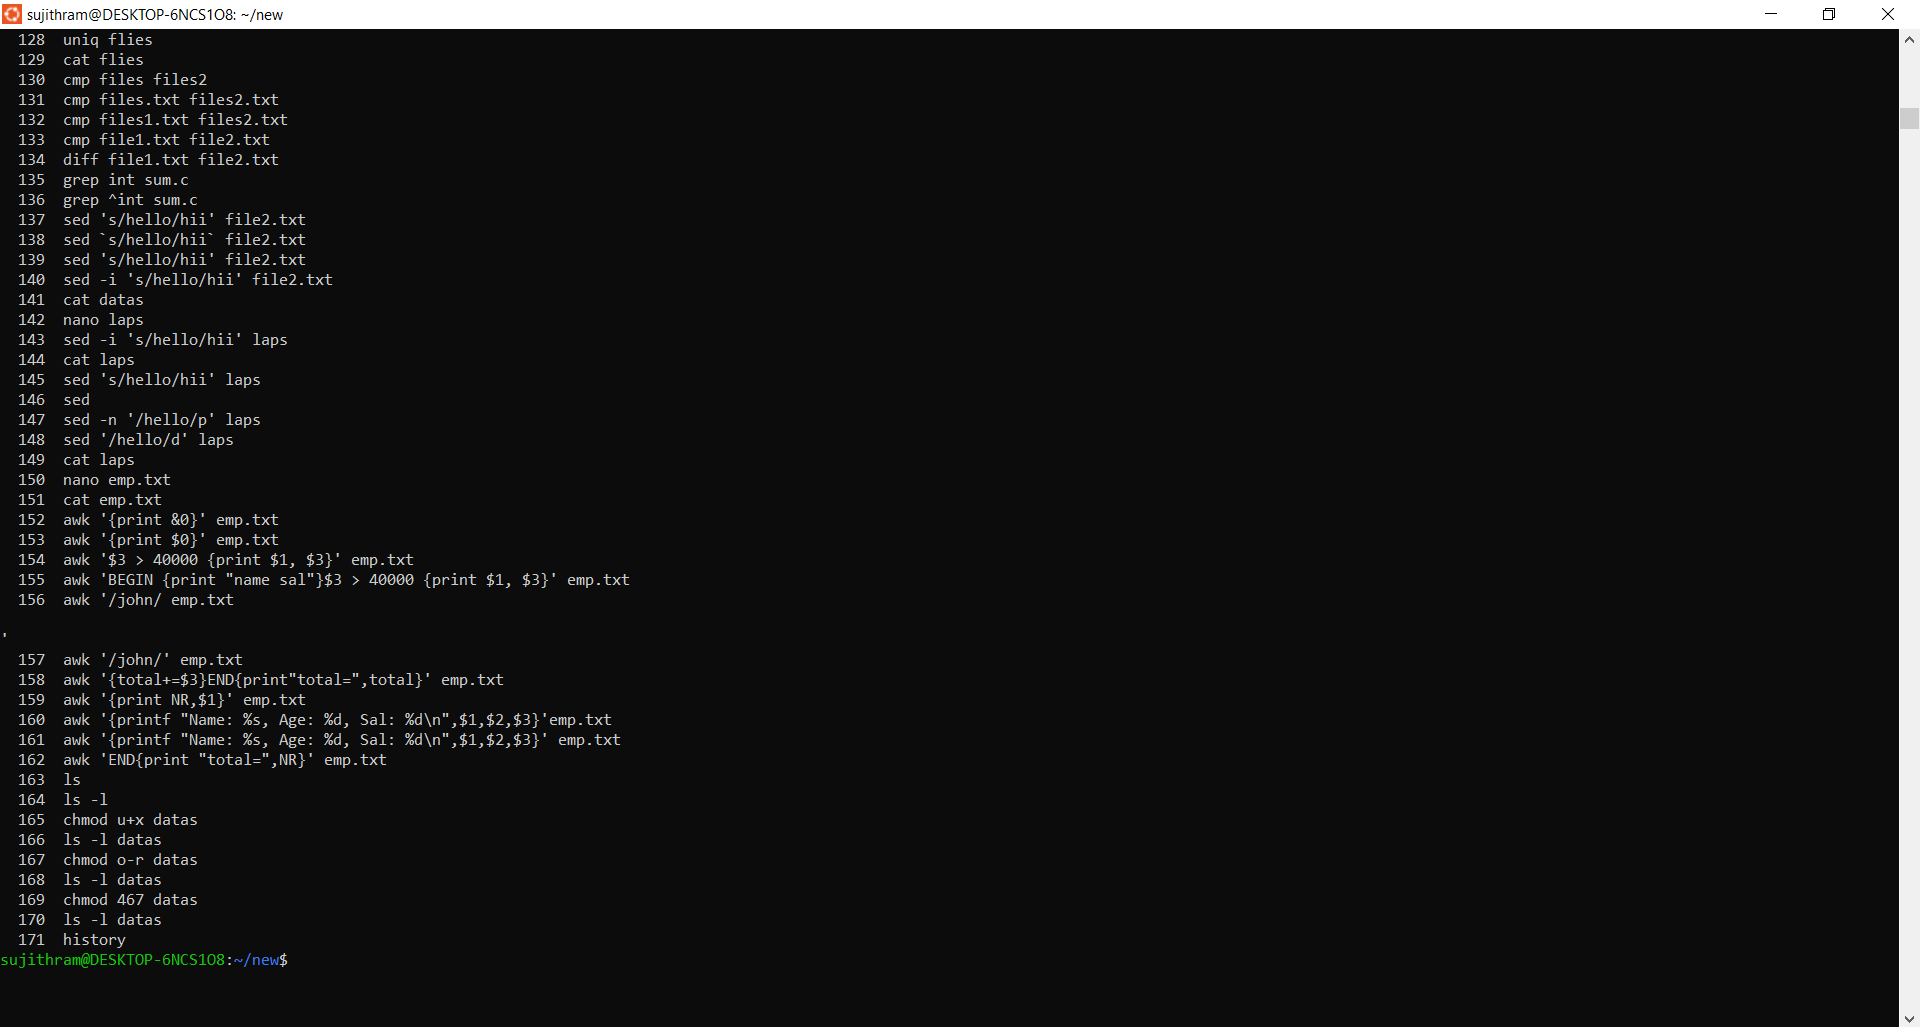 sujithram@DESKTOP-6NCS1O8: ~/new
128 uniq flies
129 cat flies
130 cmp files files2
131 cmp files.txt files2.txt
132 cmp files1.txt files2.txt
133 cmp file1.txt file2.txt
134 diff file1.txt file2.txt
135 grep int sum.c
136 grep ^int sum.c
137 sed 's/hello/hii' file2.txt
138 sed `s/hello/hii` file2.txt
139 sed 's/hello/hii' file2.txt
140 sed -i 's/hello/hii' file2.txt
141 cat datas
142 nano laps
143 sed -i 's/hello/hii' laps
144 cat laps
145 sed 's/hello/hii' laps
146 sed
147 sed -n '/hello/p' laps
148 sed '/hello/d' laps
149 cat laps
150 nano emp.txt
151 cat emp.txt
152 awk '{print &0}' emp.txt
153 awk '{print $0}' emp.txt
154 awk '$3 > 40000 {print $1, $3}' emp.txt
155 awk 'BEGIN {print "name sal"}$3 > 40000 {print $1, $3}' emp.txt
156 awk '/john/ emp.txt
'
157 awk '/john/' emp.txt
158 awk '{total+=$3}END{print"total=",total}' emp.txt
159 awk '{print NR,$1}' emp.txt
160 awk '{printf "Name: %s, Age: %d, Sal: %d\n",$1,$2,$3}'emp.txt
161 awk '{printf "Name: %s, Age: %d, Sal: %d\n",$1,$2,$3}' emp.txt
162 awk 'END{print "total=",NR}' emp.txt
163 ls
164 ls -l
165 chmod u+x datas
166 ls -l datas
167 chmod o-r datas
168 ls -l datas
169 chmod 467 datas
170 ls -l datas
171 history
sujithram@DESKTOP-6NCS1O8:~/new$